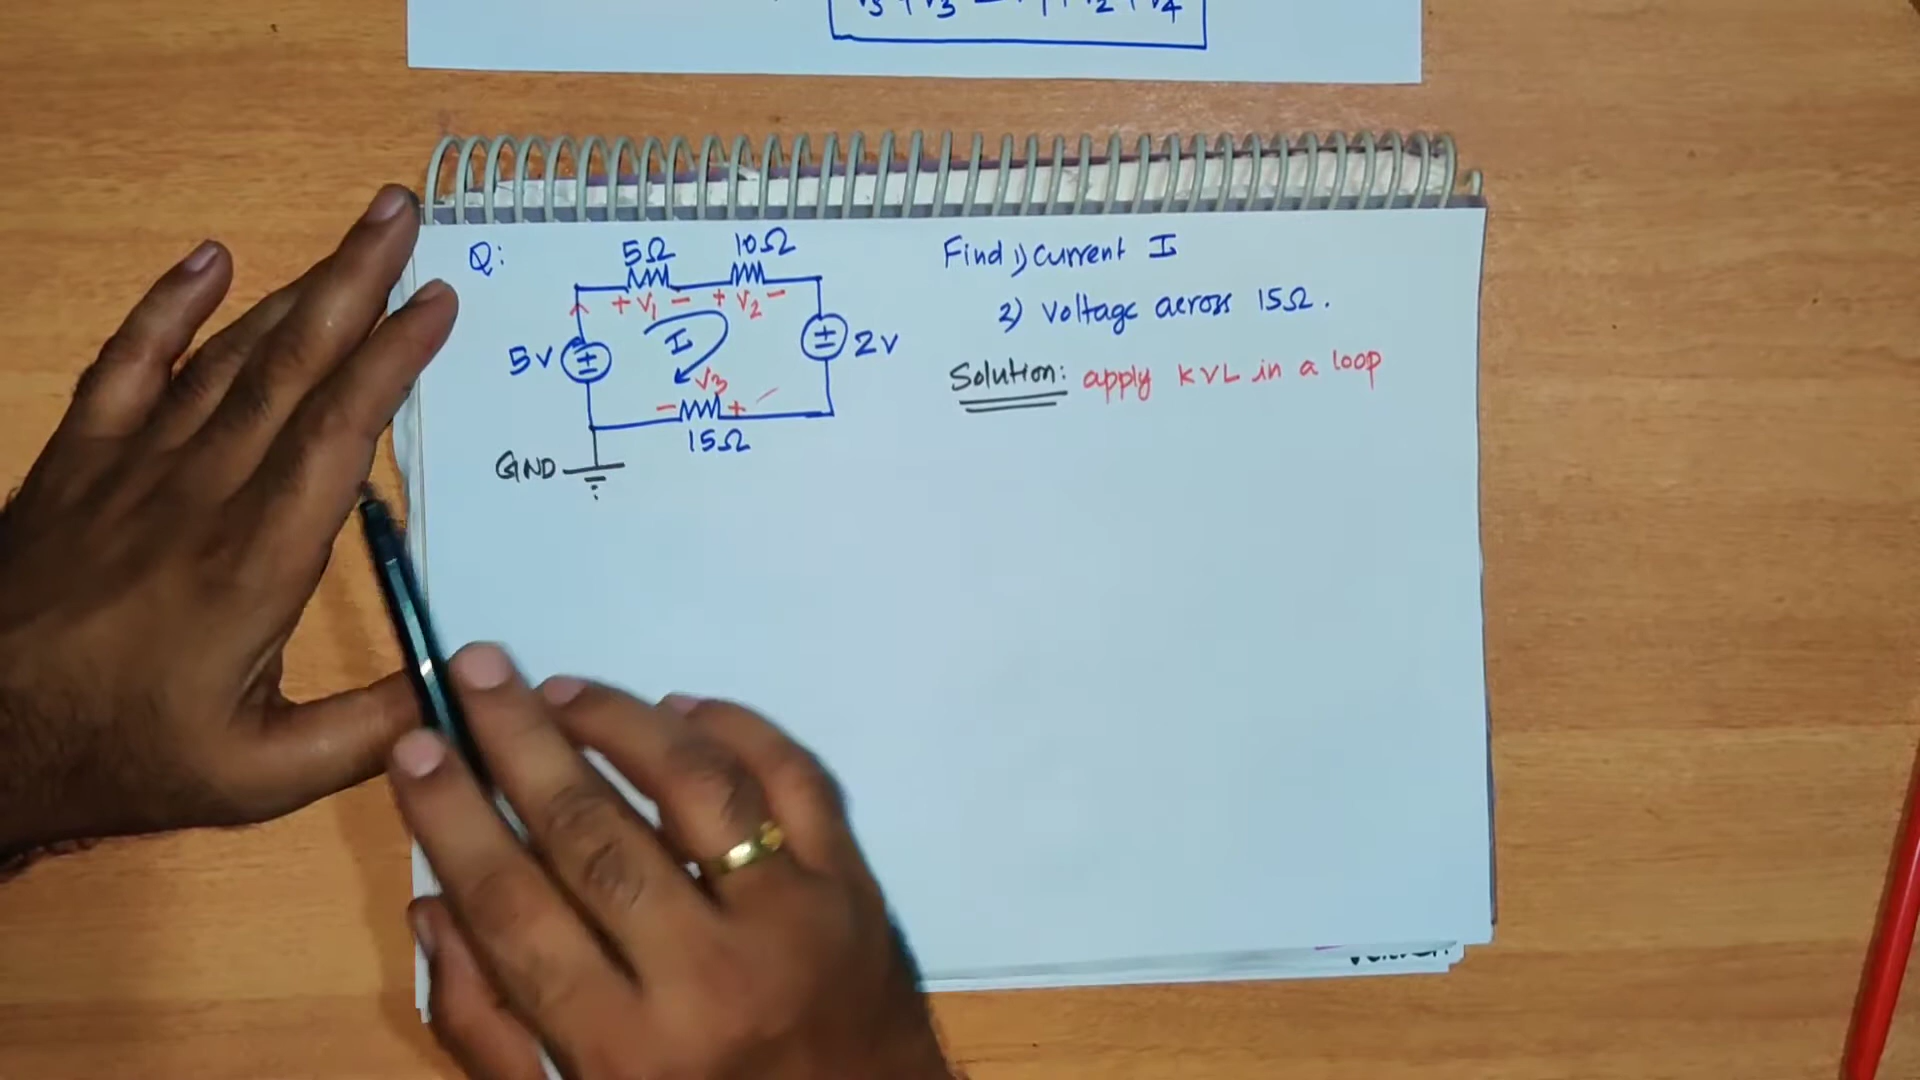 Q:
5Ω 10Ω
+ V1 - + V2 -
I
5V ± ± 2V
V3
- +
15Ω
GND
Find 1) Current I
2) Voltage across 15Ω.
Solution: apply KVL in a loop